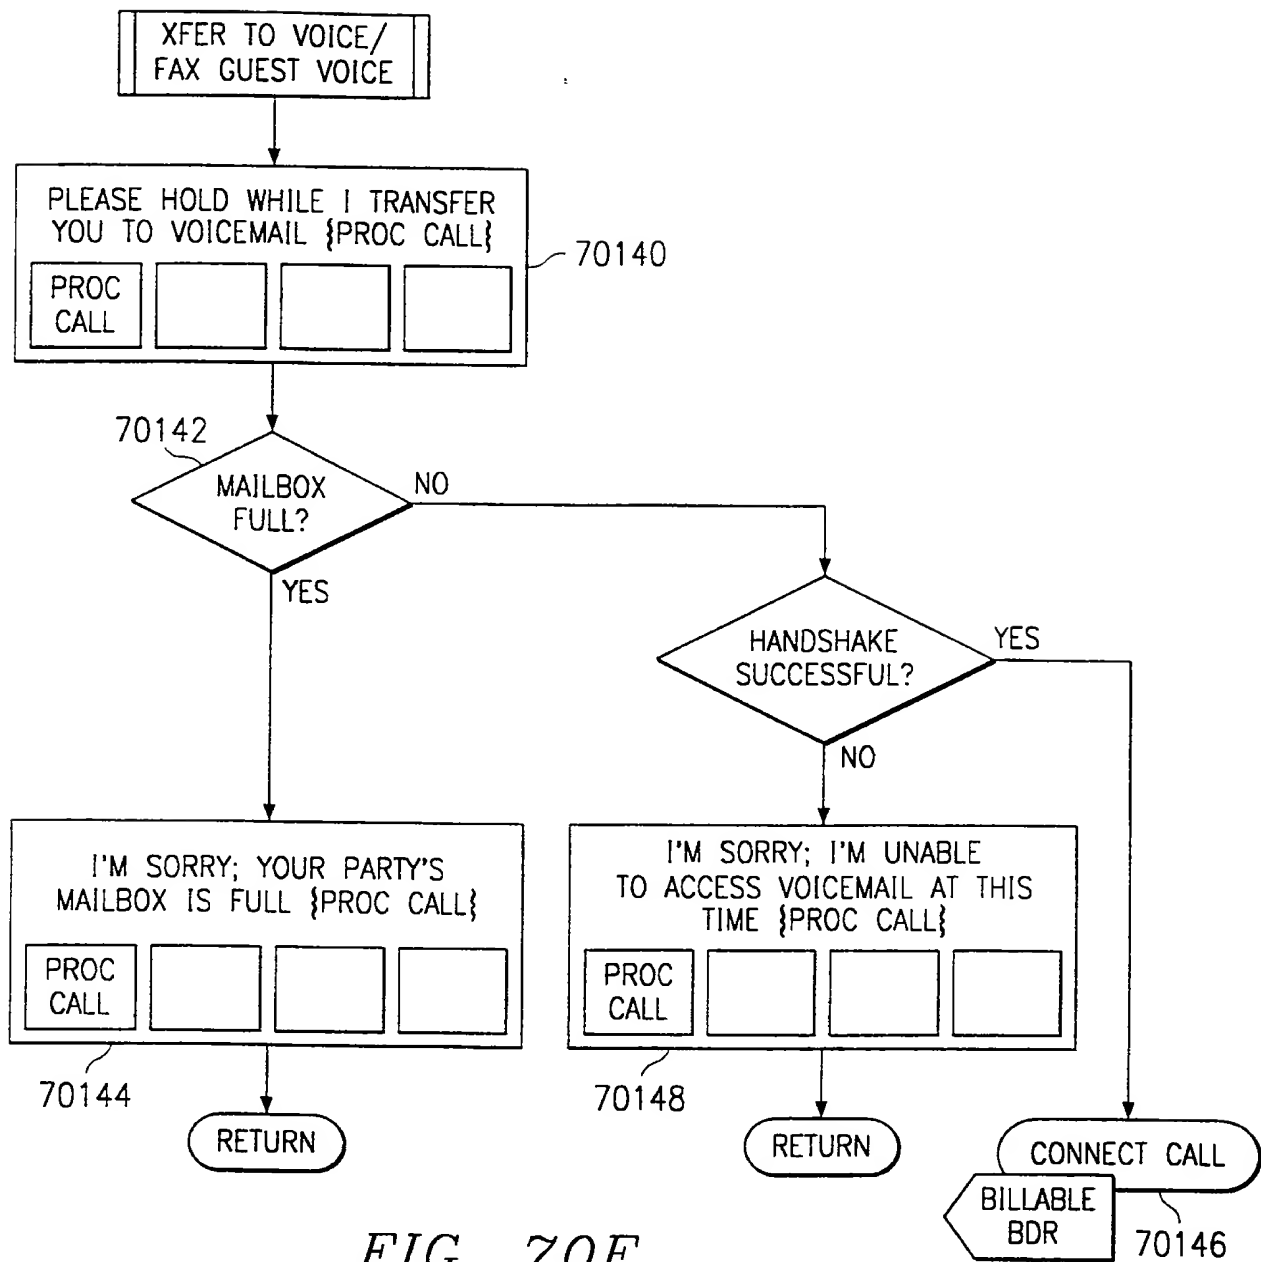 XFER TO VOICE/
FAX GUEST VOICE
PLEASE HOLD WHILE I TRANSFER
YOU TO VOICEMAIL {PROC CALL}
70140
PROC
CALL
70142
MAILBOX
FULL?
NO
YES
HANDSHAKE
SUCCESSFUL?
YES
NO
I'M SORRY; YOUR PARTY'S
MAILBOX IS FULL {PROC CALL}
PROC
CALL
70144
RETURN
I'M SORRY; I'M UNABLE
TO ACCESS VOICEMAIL AT THIS
TIME {PROC CALL}
PROC
CALL
70148
RETURN
CONNECT CALL
BILLABLE
BDR
70146